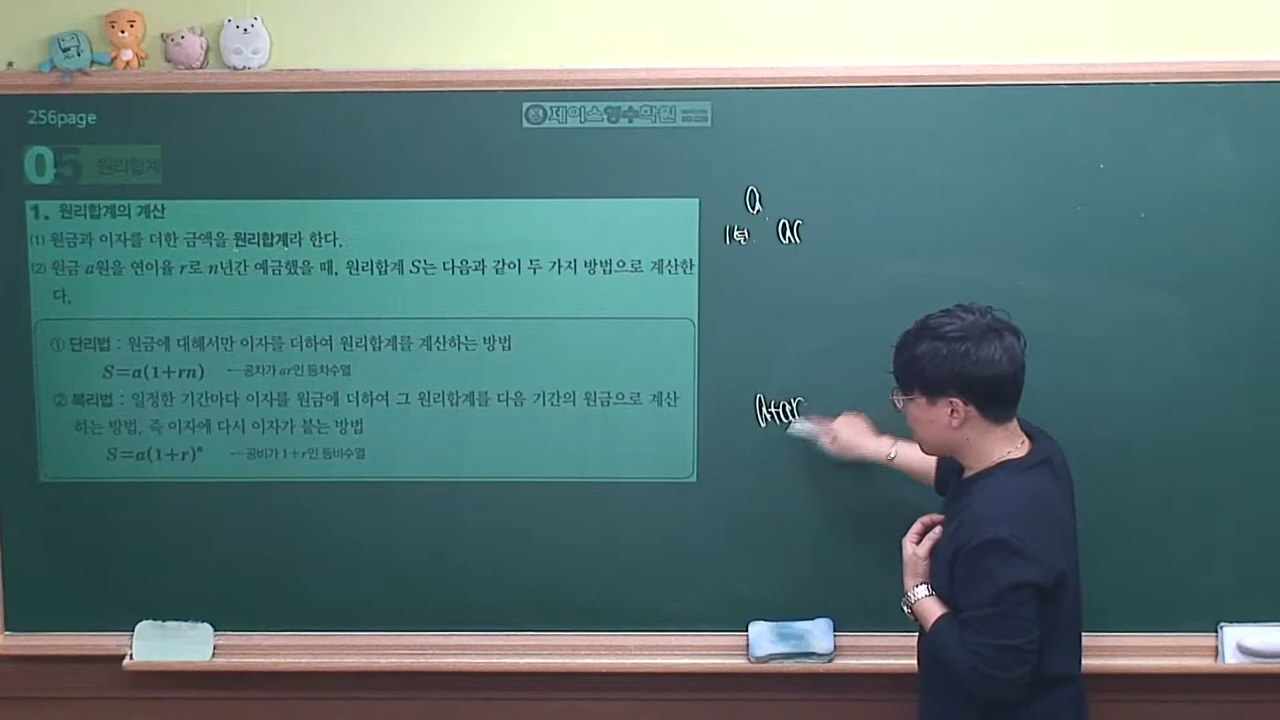 256page
제이스영수학원
05 원리합계
1. 원리합계의 계산
(1) 원금과 이자를 더한 금액을 원리합계라 한다.
(2) 원금 a원을 연이율 r로 n년간 예금했을 때, 원리합계 S는 다음과 같이 두 가지 방법으로 계산한
다.
① 단리법 : 원금에 대해서만 이자를 더하여 원리합계를 계산하는 방법
S=a(1+rn) ←공차가 ar인 등차수열
② 복리법 : 일정한 기간마다 이자를 원금에 더하여 그 원리합계를 다음 기간의 원금으로 계산
하는 방법, 즉 이자에 다시 이자가 붙는 방법
S=a(1+r)ⁿ ←공비가 1+r인 등비수열
a
1년 ar
a+ar